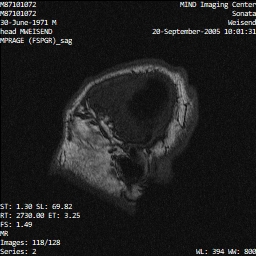 M87101072
M87101072
30-June-1971 M
head MWEISEND
MPRAGE (FSPGR)_sag
MIND Imaging Center
Sonata
Weisend
20-September-2005 10:01:31
ST: 1.30 SL: 69.82
RT: 2730.00 ET: 3.25
FS: 1.49
MR
Images: 118/128
Series: 2
WL: 394 WW: 800